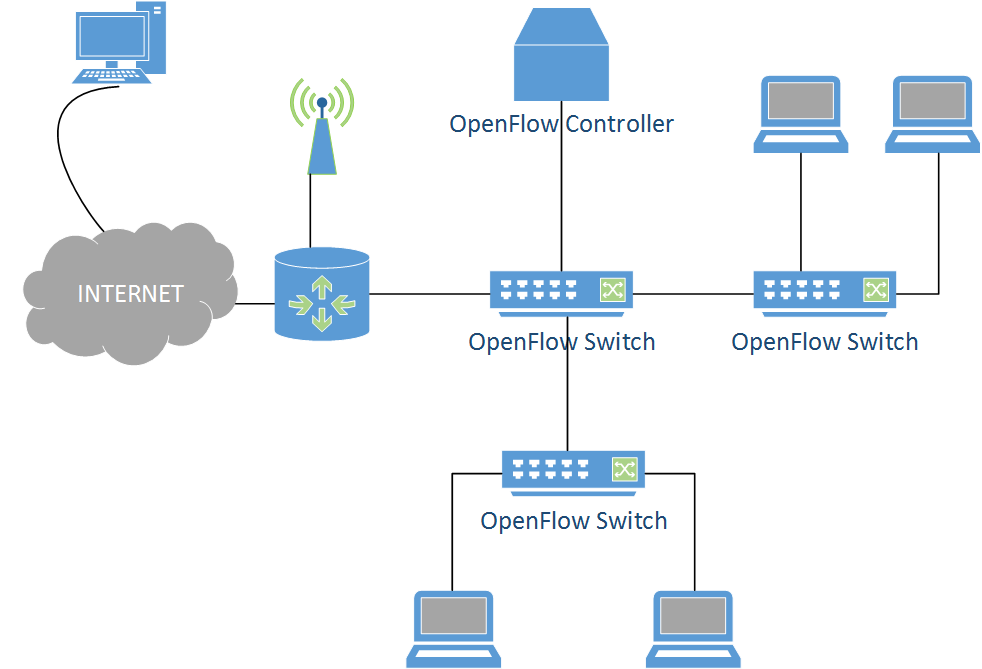 OpenFlow Controller
INTERNET
OpenFlow Switch
OpenFlow Switch
OpenFlow Switch